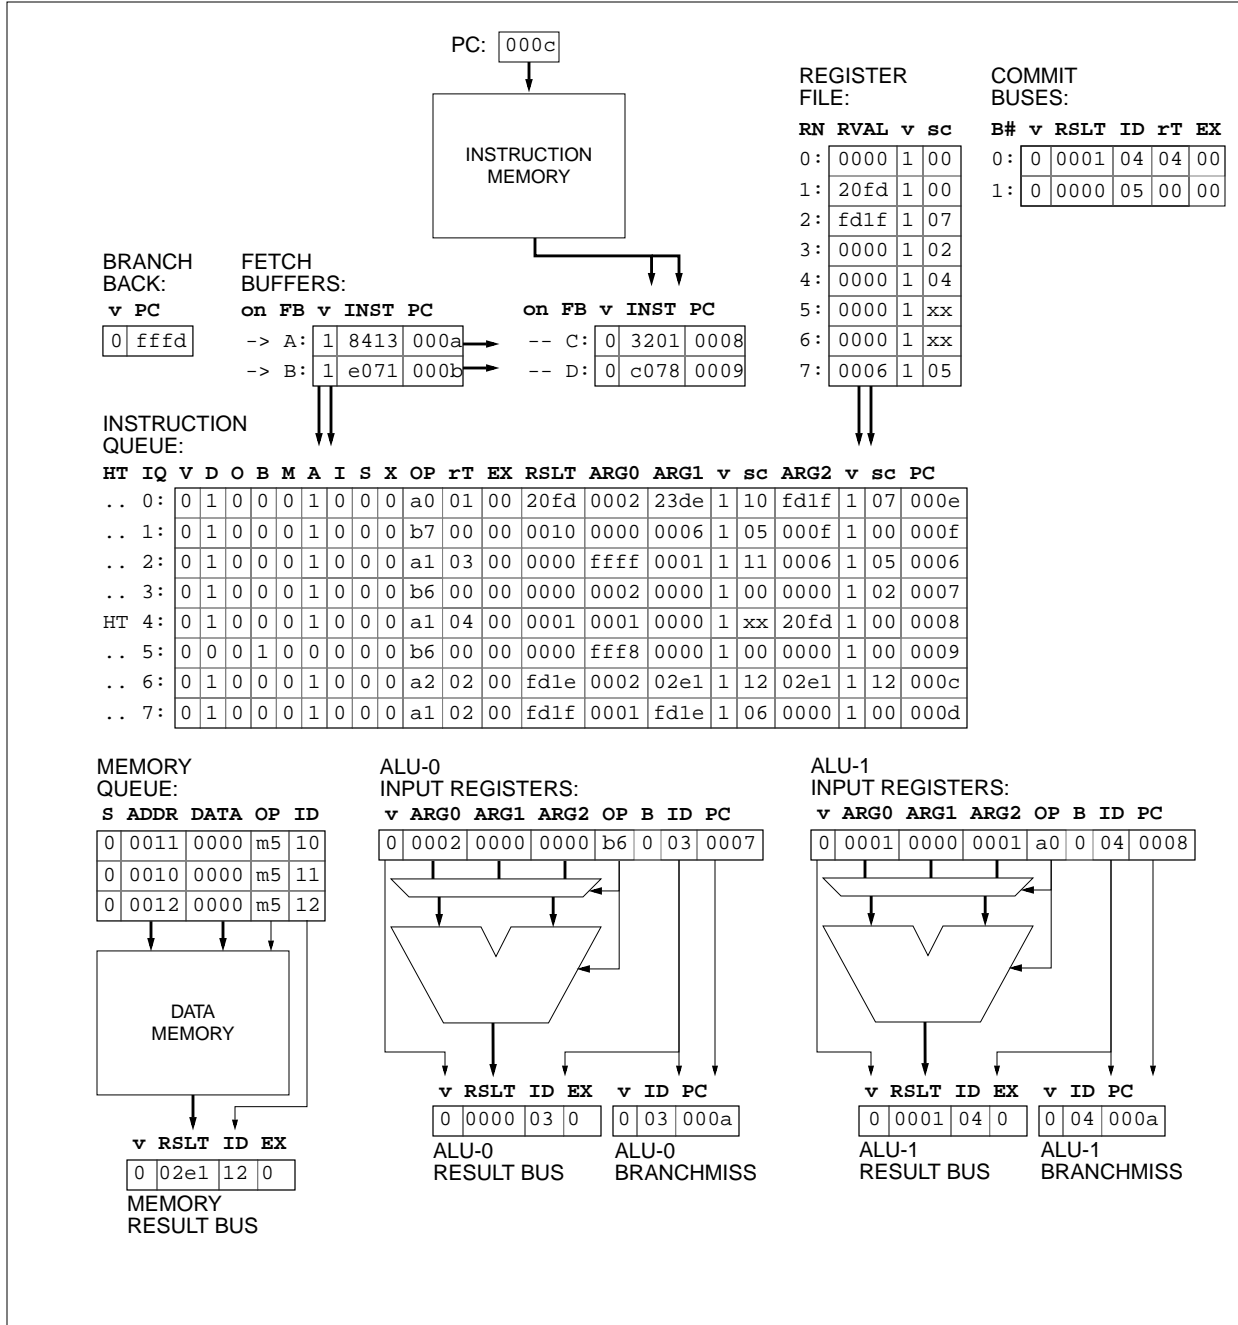 PC: 000c
INSTRUCTION
MEMORY
REGISTER
FILE:
RN RVAL v sc
0: 0000 1 00
1: 20fd 1 00
2: fd1f 1 07
3: 0000 1 02
4: 0000 1 04
5: 0000 1 xx
6: 0000 1 xx
7: 0006 1 05
COMMIT
BUSES:
B# v RSLT ID rT EX
0: 0 0001 04 04 00
1: 0 0000 05 00 00
BRANCH
BACK:
v PC
0 fffd
FETCH
BUFFERS:
on FB v INST PC
-> A: 1 8413 000a
-> B: 1 e071 000b
on FB v INST PC
-- C: 0 3201 0008
-- D: 0 c078 0009
INSTRUCTION
QUEUE:
HT IQ V D O B M A I S X OP rT EX RSLT ARG0 ARG1 v sc ARG2 v sc PC
.. 0: 0 1 0 0 0 1 0 0 0 a0 01 00 20fd 0002 23de 1 10 fd1f 1 07 000e
.. 1: 0 1 0 0 0 1 0 0 0 b7 00 00 0010 0000 0006 1 05 000f 1 00 000f
.. 2: 0 1 0 0 0 1 0 0 0 a1 03 00 0000 ffff 0001 1 11 0006 1 05 0006
.. 3: 0 1 0 0 0 1 0 0 0 b6 00 00 0000 0002 0000 1 00 0000 1 02 0007
HT 4: 0 1 0 0 0 1 0 0 0 a1 04 00 0001 0001 0000 1 xx 20fd 1 00 0008
.. 5: 0 0 0 1 0 0 0 0 0 b6 00 00 0000 fff8 0000 1 00 0000 1 00 0009
.. 6: 0 1 0 0 0 1 0 0 0 a2 02 00 fd1e 0002 02e1 1 12 02e1 1 12 000c
.. 7: 0 1 0 0 0 1 0 0 0 a1 02 00 fd1f 0001 fd1e 1 06 0000 1 00 000d
MEMORY
QUEUE:
S ADDR DATA OP ID
0 0011 0000 m5 10
0 0010 0000 m5 11
0 0012 0000 m5 12
DATA
MEMORY
v RSLT ID EX
0 02e1 12 0
MEMORY
RESULT BUS
ALU-0
INPUT REGISTERS:
v ARG0 ARG1 ARG2 OP B ID PC
0 0002 0000 0000 b6 0 03 0007
v RSLT ID EX
0 0000 03 0
ALU-0
RESULT BUS
v ID PC
0 03 000a
ALU-0
BRANCHMISS
ALU-1
INPUT REGISTERS:
v ARG0 ARG1 ARG2 OP B ID PC
0 0001 0000 0001 a0 0 04 0008
v RSLT ID EX
0 0001 04 0
ALU-1
RESULT BUS
v ID PC
0 04 000a
ALU-1
BRANCHMISS